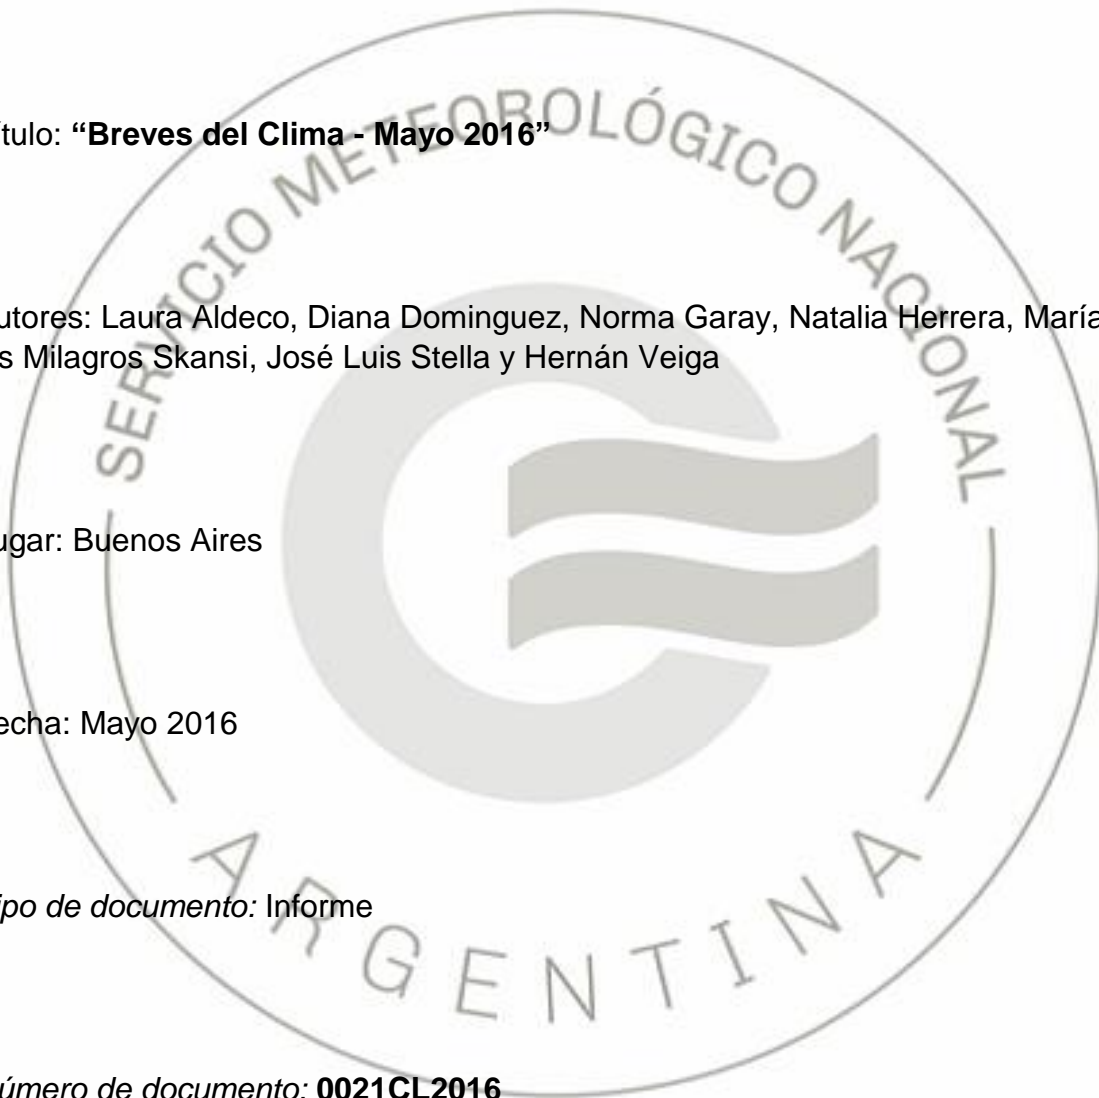 ítulo: “Breves del Clima - Mayo 2016”
utores: Laura Aldeco, Diana Dominguez, Norma Garay, Natalia Herrera, María
s Milagros Skansi, José Luis Stella y Hernán Veiga
ugar: Buenos Aires
echa: Mayo 2016
ipo de documento: Informe
úmero de documento: 0021CL2016
SERVICIO METEOROLÓGICO NACIONAL
ARGENTINA